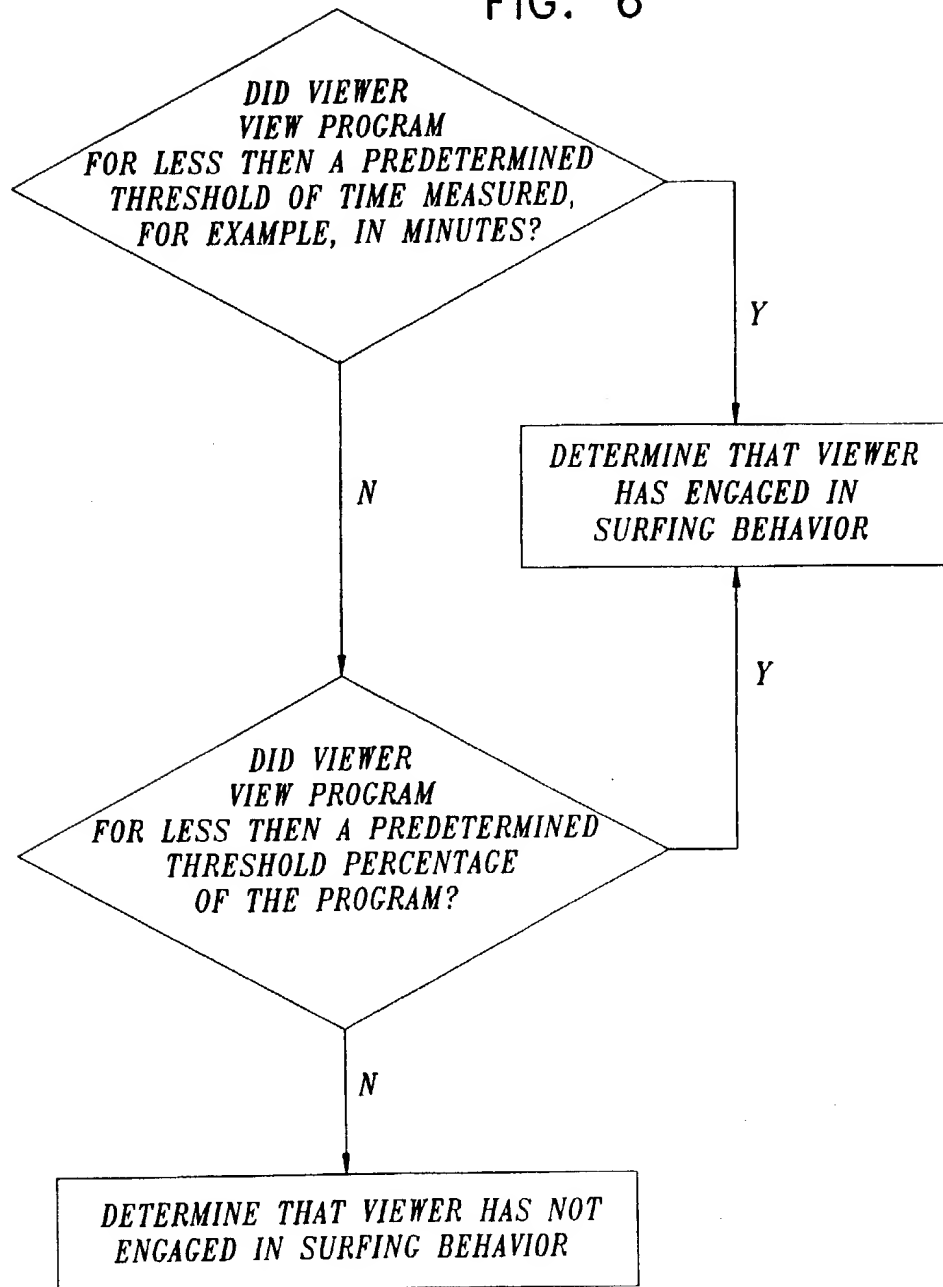 FIG. 6
DID VIEWER
VIEW PROGRAM
FOR LESS THEN A PREDETERMINED
THRESHOLD OF TIME MEASURED,
FOR EXAMPLE, IN MINUTES?
Y
DETERMINE THAT VIEWER
HAS ENGAGED IN
SURFING BEHAVIOR
N
Y
DID VIEWER
VIEW PROGRAM
FOR LESS THEN A PREDETERMINED
THRESHOLD PERCENTAGE
OF THE PROGRAM?
N
DETERMINE THAT VIEWER HAS NOT
ENGAGED IN SURFING BEHAVIOR